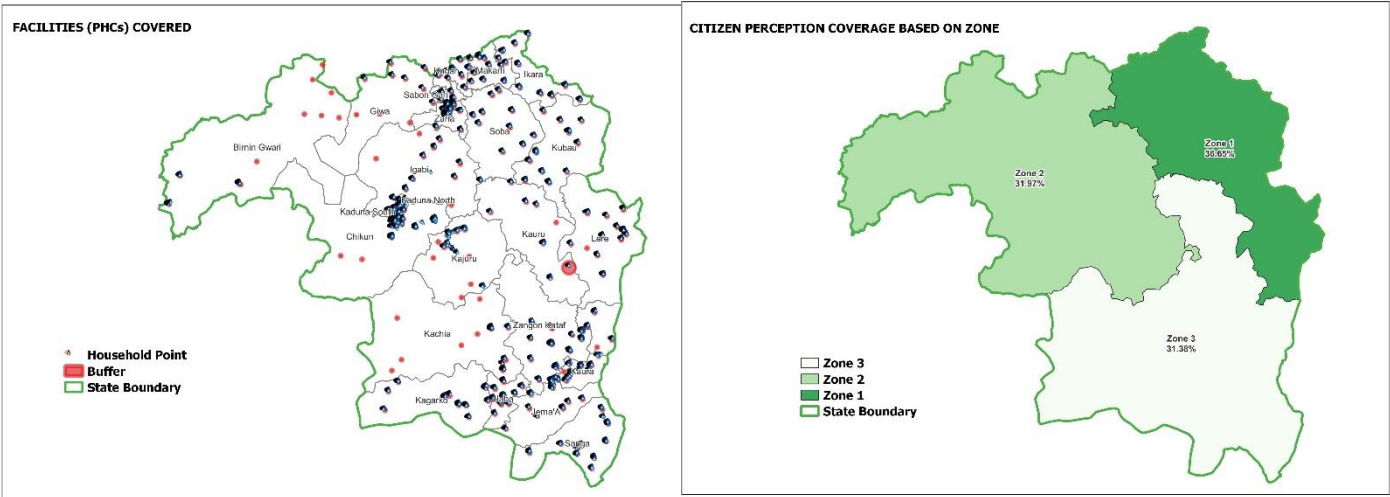 FACILITIES (PHCs) COVERED
Makarfi
Ikara
Sabon Gari
Zaria
Giwa
Soba
Kubau
Birnin Gwari
Igabi
Kaduna North
Kaduna South
Chikun
Kauru
Lere
Kajuru
Zangon Kataf
Kachia
Kaura
Kagarko
Jema'A
Sanga
Household Point
Buffer
State Boundary
CITIZEN PERCEPTION COVERAGE BASED ON ZONE
Zone 1
36.65%
Zone 2
31.97%
Zone 3
31.38%
Zone 3
Zone 2
Zone 1
State Boundary